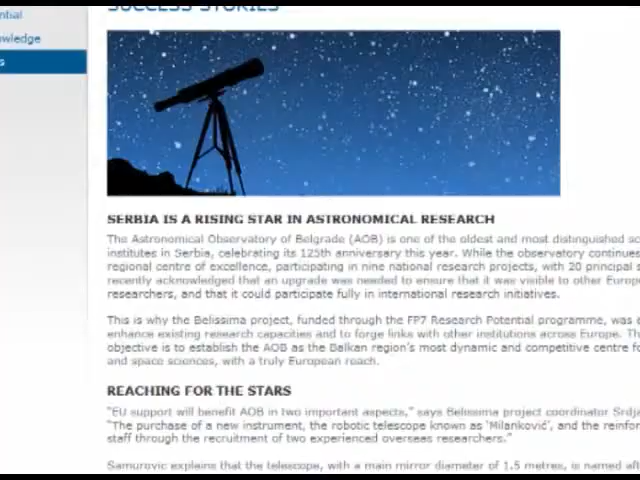 SUCCESS STORIES
ntial
wledge
s
SERBIA IS A RISING STAR IN ASTRONOMICAL RESEARCH
The Astronomical Observatory of Belgrade (AOB) is one of the oldest and most distinguished sc
institutes in Serbia, celebrating its 125th anniversary this year. While the observatory continues
regional centre of excellence, participating in nine national research projects, with 20 principal s
recently acknowledged that an upgrade was needed to ensure that it was visible to other Europe
researchers, and that it could participate fully in international research initiatives.
This is why the Belissima project, funded through the FP7 Research Potential programme, was e
enhance existing research capacities and to forge links with other institutions across Europe. Th
objective is to establish the AOB as the Balkan region's most dynamic and competitive centre fo
and space sciences, with a truly European reach.
REACHING FOR THE STARS
"EU support will benefit AOB in two important aspects," says Belissima project coordinator Srdja
"The purchase of a new instrument, the robotic telescope known as 'Milanković', and the reinfor
staff through the recruitment of two experienced overseas researchers."
Samurovic explains that the telescope, with a main mirror diameter of 1.5 metres, is named afte